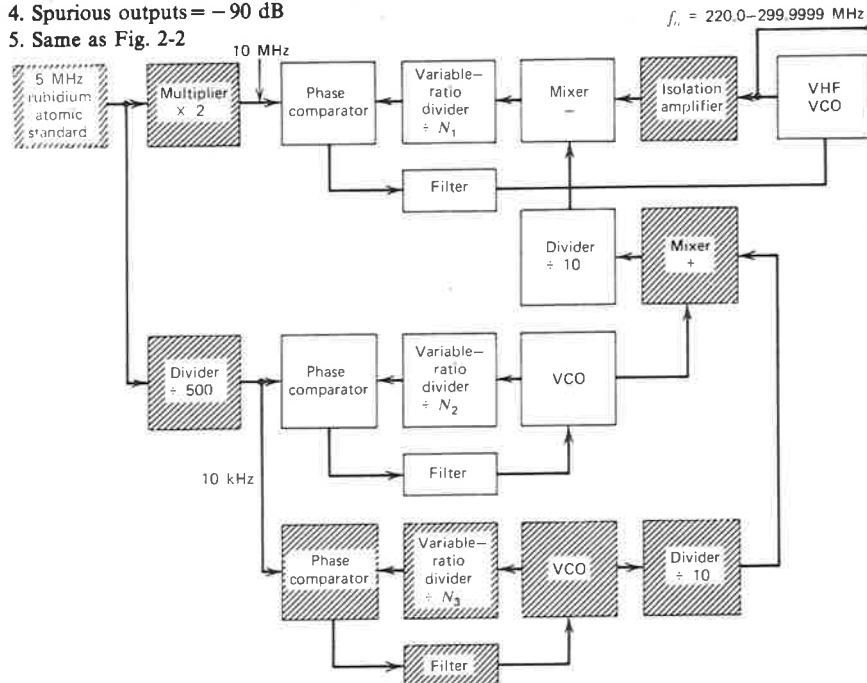 4. Spurious outputs = − 90 dB
5. Same as Fig. 2-2
fₒ = 220.0–299.9999 MHz
10 MHz
5 MHz
rubidium
atomic
standard
Multiplier
× 2
Phase
comparator
Variable–
ratio
divider
÷ N₁
Mixer
−
Isolation
amplifier
VHF
VCO
Filter
Divider
÷ 10
Mixer
+
Divider
÷ 500
Phase
comparator
Variable–
ratio
divider
÷ N₂
VCO
Filter
10 kHz
Phase
comparator
Variable–
ratio
divider
÷ N₃
VCO
Divider
÷ 10
Filter